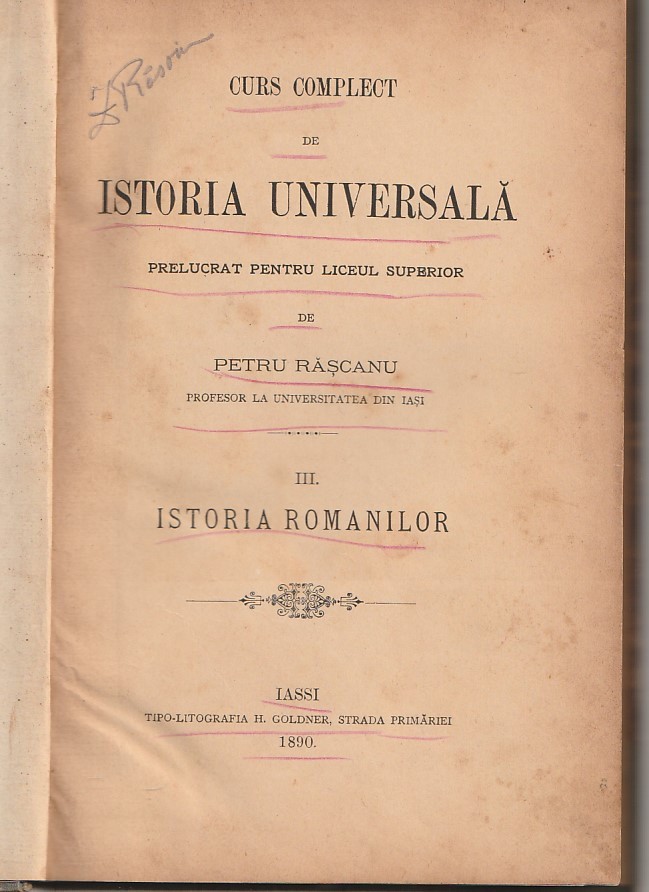 CURS COMPLECT
DE
ISTORIA UNIVERSALĂ
PRELUCRAT PENTRU LICEUL SUPERIOR
DE
PETRU RĂȘCANU
PROFESOR LA UNIVERSITATEA DIN IAȘI
III.
ISTORIA ROMANILOR
IASSI
TIPO-LITOGRAFIA H. GOLDNER, STRADA PRIMĂRIEI
1890.